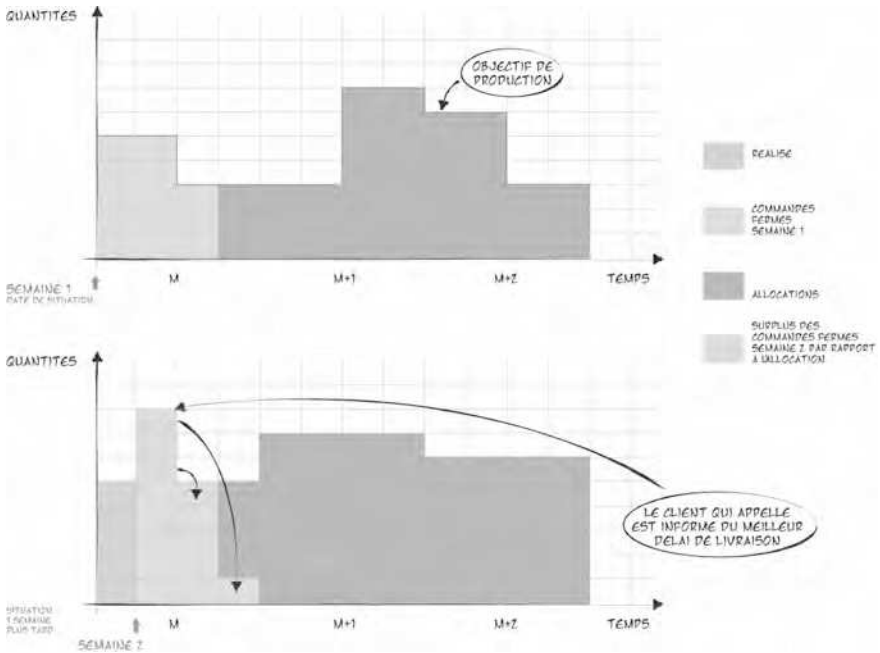 QUANTITES
OBJECTIF DE
PRODUCTION
REALISE
COMMANDES
FERMES
SEMAINE 1
ALLOCATIONS
SURPLUS DES
COMMANDES FERMES
SEMAINE 2 PAR RAPPORT
A L'ALLOCATION
M
M+1
M+2
TEMPS
SEMAINE 1
DATE DE SITUATION
QUANTITES
LE CLIENT QUI APPELLE
EST INFORME DU MEILLEUR
DELAI DE LIVRAISON
M
M+1
M+2
TEMPS
SITUATION
1 SEMAINE
PLUS TARD
SEMAINE 2